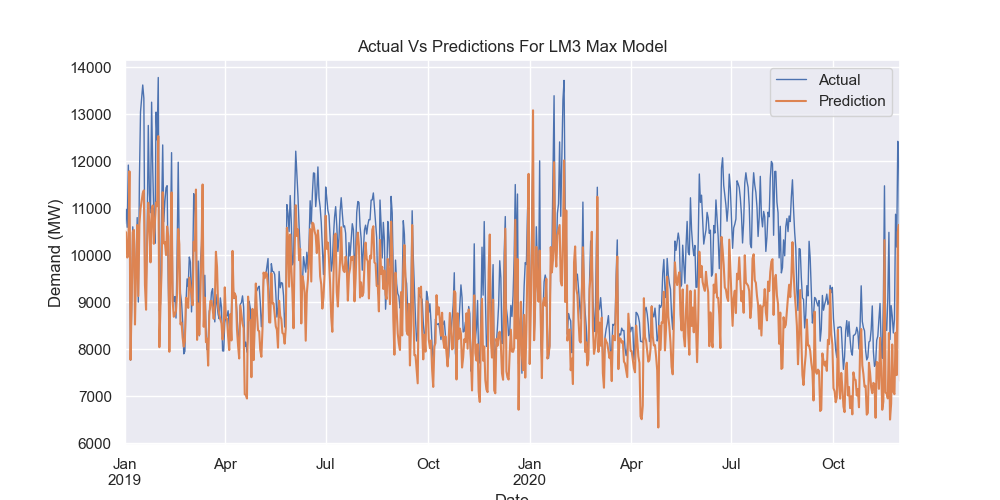 Actual Vs Predictions For LM3 Max Model
Actual
Prediction
Demand (MW)
14000
13000
12000
11000
10000
9000
8000
7000
6000
Jan Apr Jul Oct Jan Apr Jul Oct
2019 2020
Date